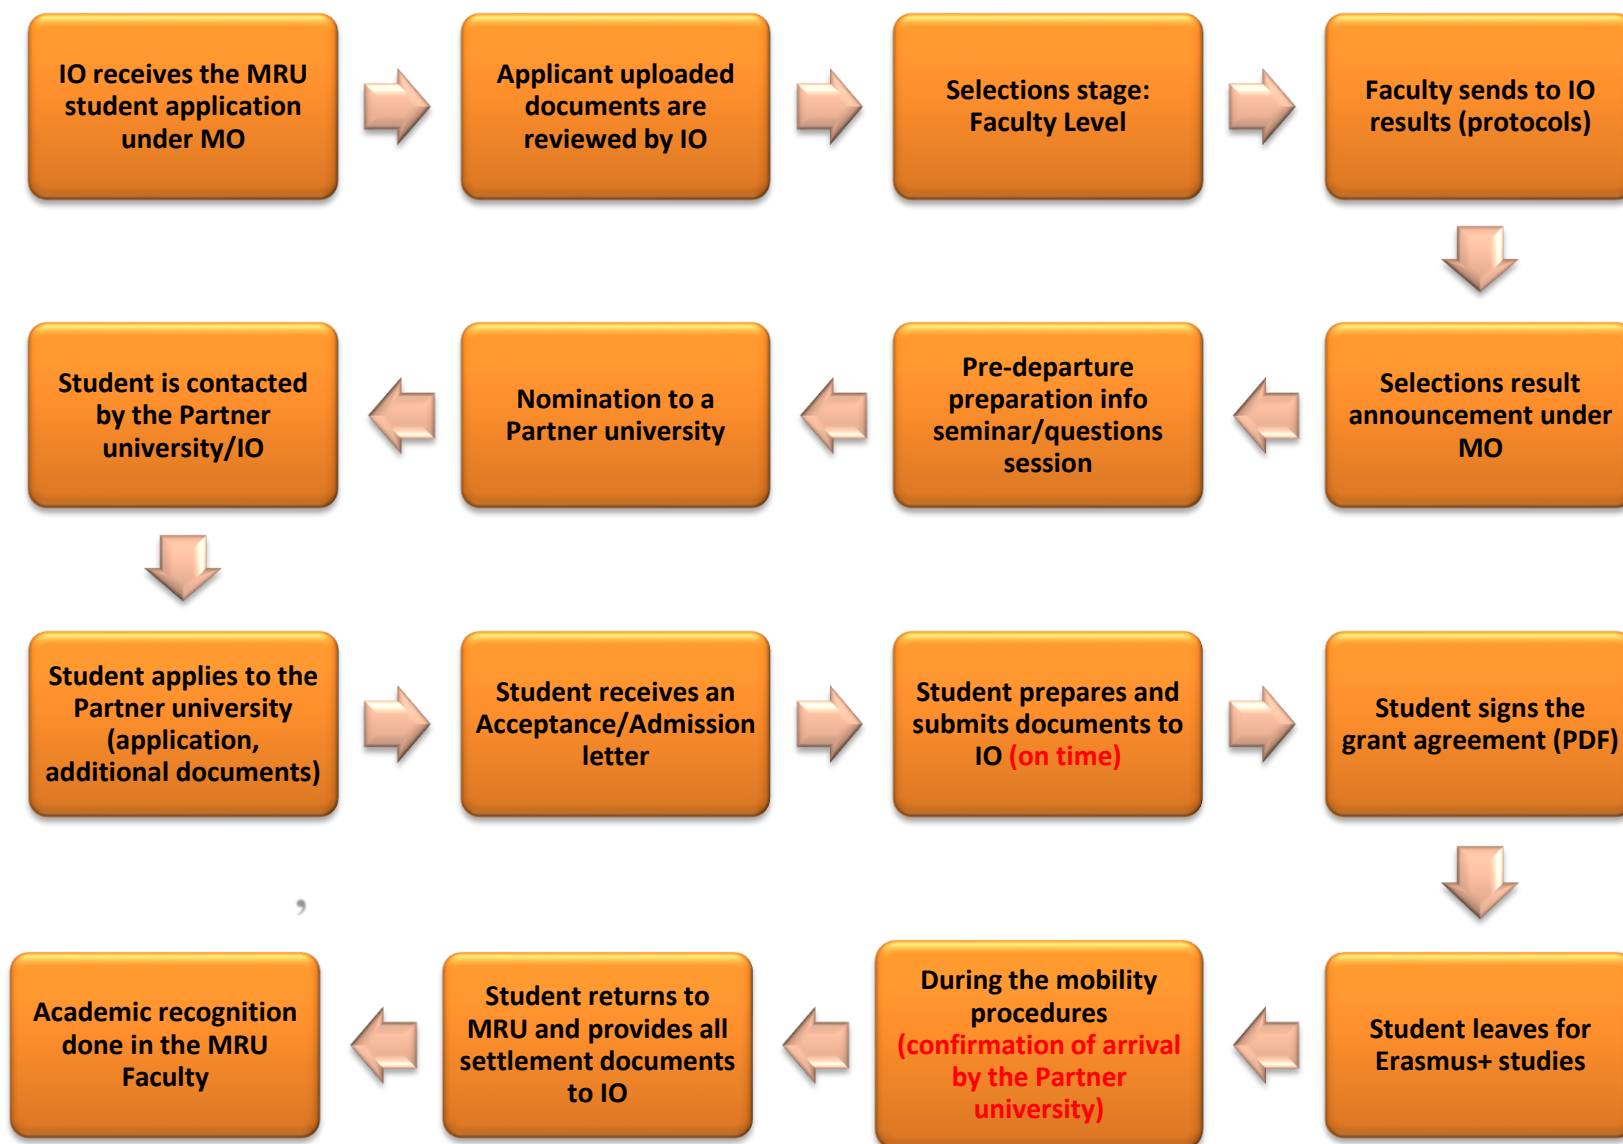 IO receives the MRU
student application
under MO
Applicant uploaded
documents are
reviewed by IO
Selections stage:
Faculty Level
Faculty sends to IO
results (protocols)
Selections result
announcement under
MO
Pre-departure
preparation info
seminar/questions
session
Nomination to a
Partner university
Student is contacted
by the Partner
university/IO
Student applies to the
Partner university
(application,
additional documents)
Student receives an
Acceptance/Admission
letter
Student prepares and
submits documents to
IO (on time)
Student signs the
grant agreement (PDF)
Student leaves for
Erasmus+ studies
During the mobility
procedures
(confirmation of arrival
by the Partner
university)
Student returns to
MRU and provides all
settlement documents
to IO
,
Academic recognition
done in the MRU
Faculty